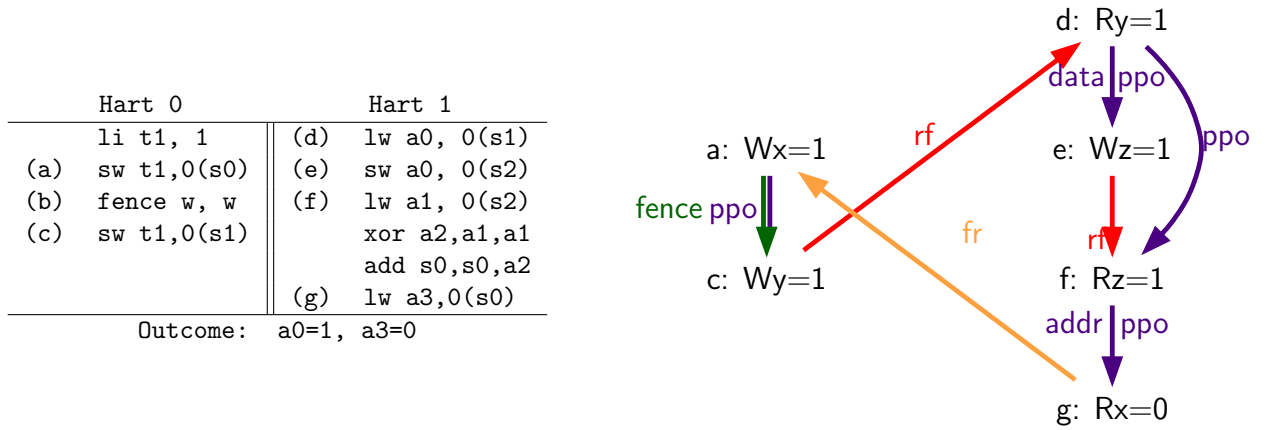 Hart 0 Hart 1
li t1, 1 (d) lw a0, 0(s1)
(a) sw t1,0(s0) (e) sw a0, 0(s2)
(b) fence w, w (f) lw a1, 0(s2)
(c) sw t1,0(s1) xor a2,a1,a1
add s0,s0,a2
(g) lw a3,0(s0)
Outcome: a0=1, a3=0
d: Ry=1
data ppo
rf
ppo
a: Wx=1
e: Wz=1
fence ppo
fr
rf
c: Wy=1
f: Rz=1
addr ppo
g: Rx=0